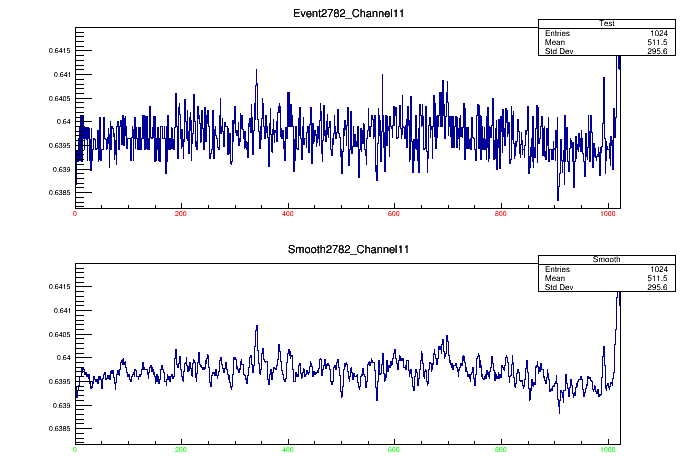 Event2782_Channel11
Test
Entries 1024
Mean 511.5
Std Dev 295.6
0.6415
0.641
0.6405
0.64
0.6395
0.639
0.6385
0 200 400 600 800 1000
Smooth2782_Channel11
Smooth
Entries 1024
Mean 511.5
Std Dev 295.6
0.6415
0.641
0.6405
0.64
0.6395
0.639
0.6385
0 200 400 600 800 1000